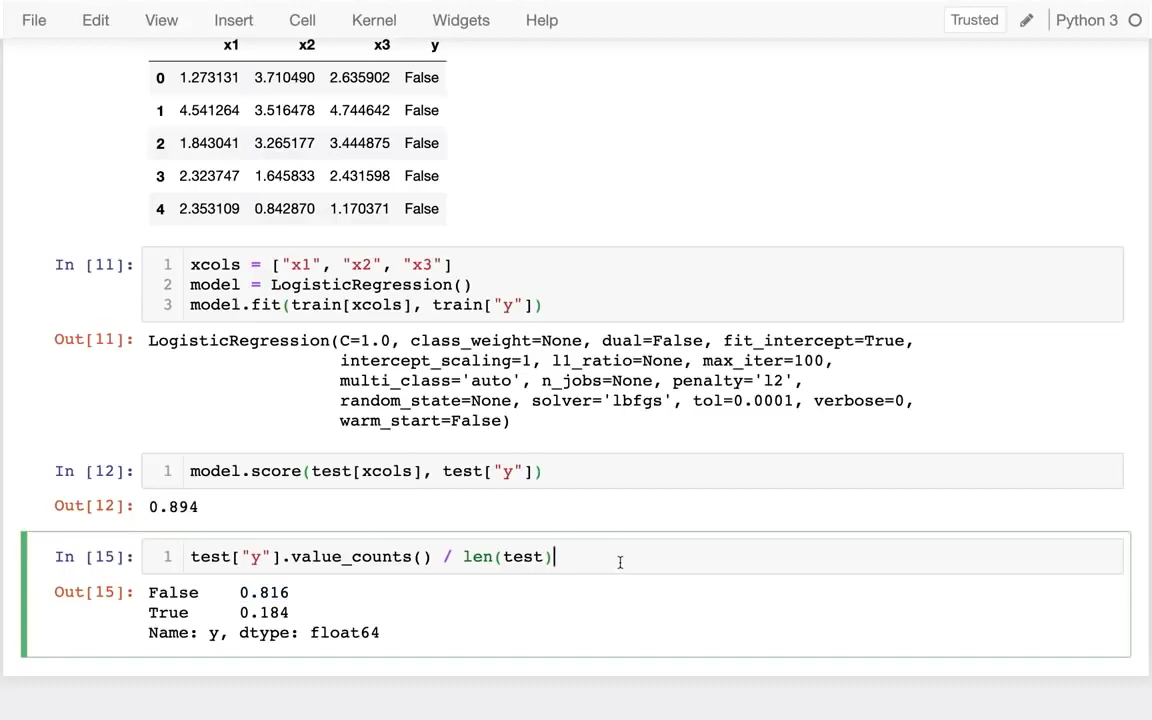 File Edit View Insert Cell Kernel Widgets Help Trusted Python 3
x1 x2 x3 y
0 1.273131 3.710490 2.635902 False
1 4.541264 3.516478 4.744642 False
2 1.843041 3.265177 3.444875 False
3 2.323747 1.645833 2.431598 False
4 2.353109 0.842870 1.170371 False
In [11]: 1 xcols = ["x1", "x2", "x3"]
2 model = LogisticRegression()
3 model.fit(train[xcols], train["y"])
Out[11]: LogisticRegression(C=1.0, class_weight=None, dual=False, fit_intercept=True,
intercept_scaling=1, l1_ratio=None, max_iter=100,
multi_class='auto', n_jobs=None, penalty='l2',
random_state=None, solver='lbfgs', tol=0.0001, verbose=0,
warm_start=False)
In [12]: 1 model.score(test[xcols], test["y"])
Out[12]: 0.894
In [15]: 1 test["y"].value_counts() / len(test)
Out[15]: False 0.816
True 0.184
Name: y, dtype: float64